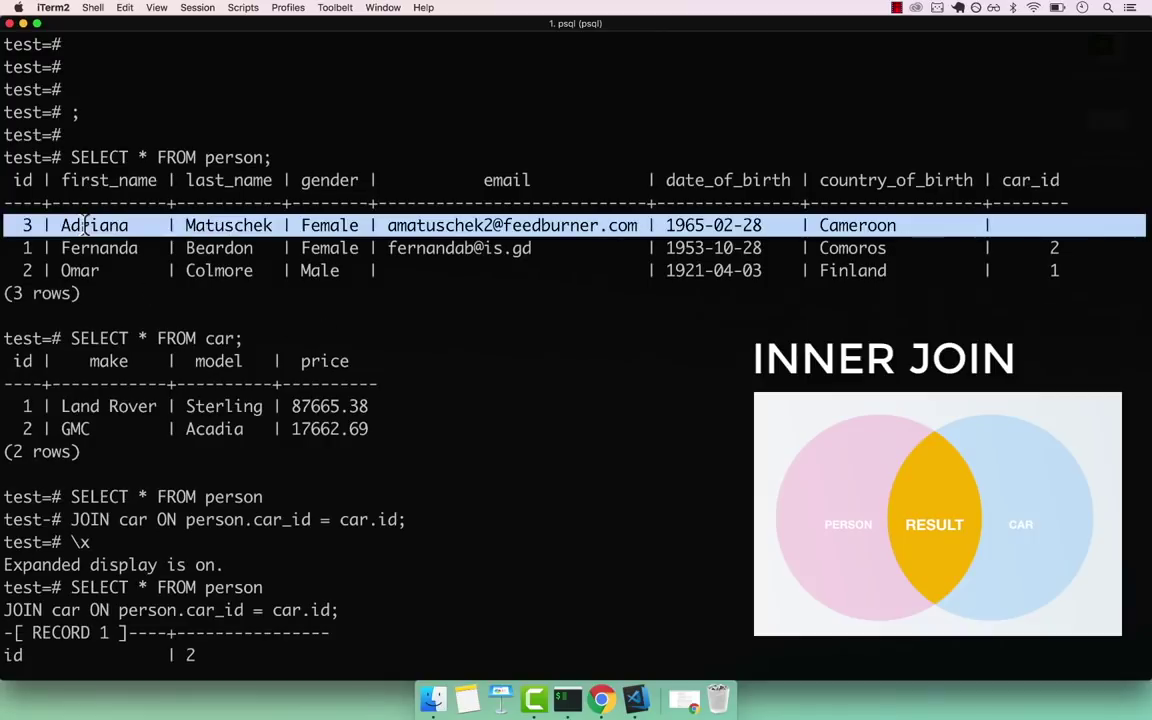 iTerm2 Shell Edit View Session Scripts Profiles Toolbelt Window Help
1. psql (psql)
test=#
test=#
test=#
test=# ;
test=#
test=# SELECT * FROM person;
 id | first_name | last_name | gender |           email            | date_of_birth | country_of_birth | car_id
----+------------+-----------+--------+----------------------------+---------------+------------------+--------
  3 | Adriana    | Matuschek | Female | amatuschek2@feedburner.com | 1965-02-28    | Cameroon         |
  1 | Fernanda   | Beardon   | Female | fernandab@is.gd            | 1953-10-28    | Comoros          |      2
  2 | Omar       | Colmore   | Male   |                            | 1921-04-03    | Finland          |      1
(3 rows)
test=# SELECT * FROM car;
 id |    make    |  model   |  price
----+------------+----------+----------
  1 | Land Rover | Sterling | 87665.38
  2 | GMC        | Acadia   | 17662.69
(2 rows)
test=# SELECT * FROM person
test-# JOIN car ON person.car_id = car.id;
test=# \x
Expanded display is on.
test=# SELECT * FROM person
JOIN car ON person.car_id = car.id;
-[ RECORD 1 ]----+----------------
id               | 2
INNER JOIN
PERSON RESULT CAR